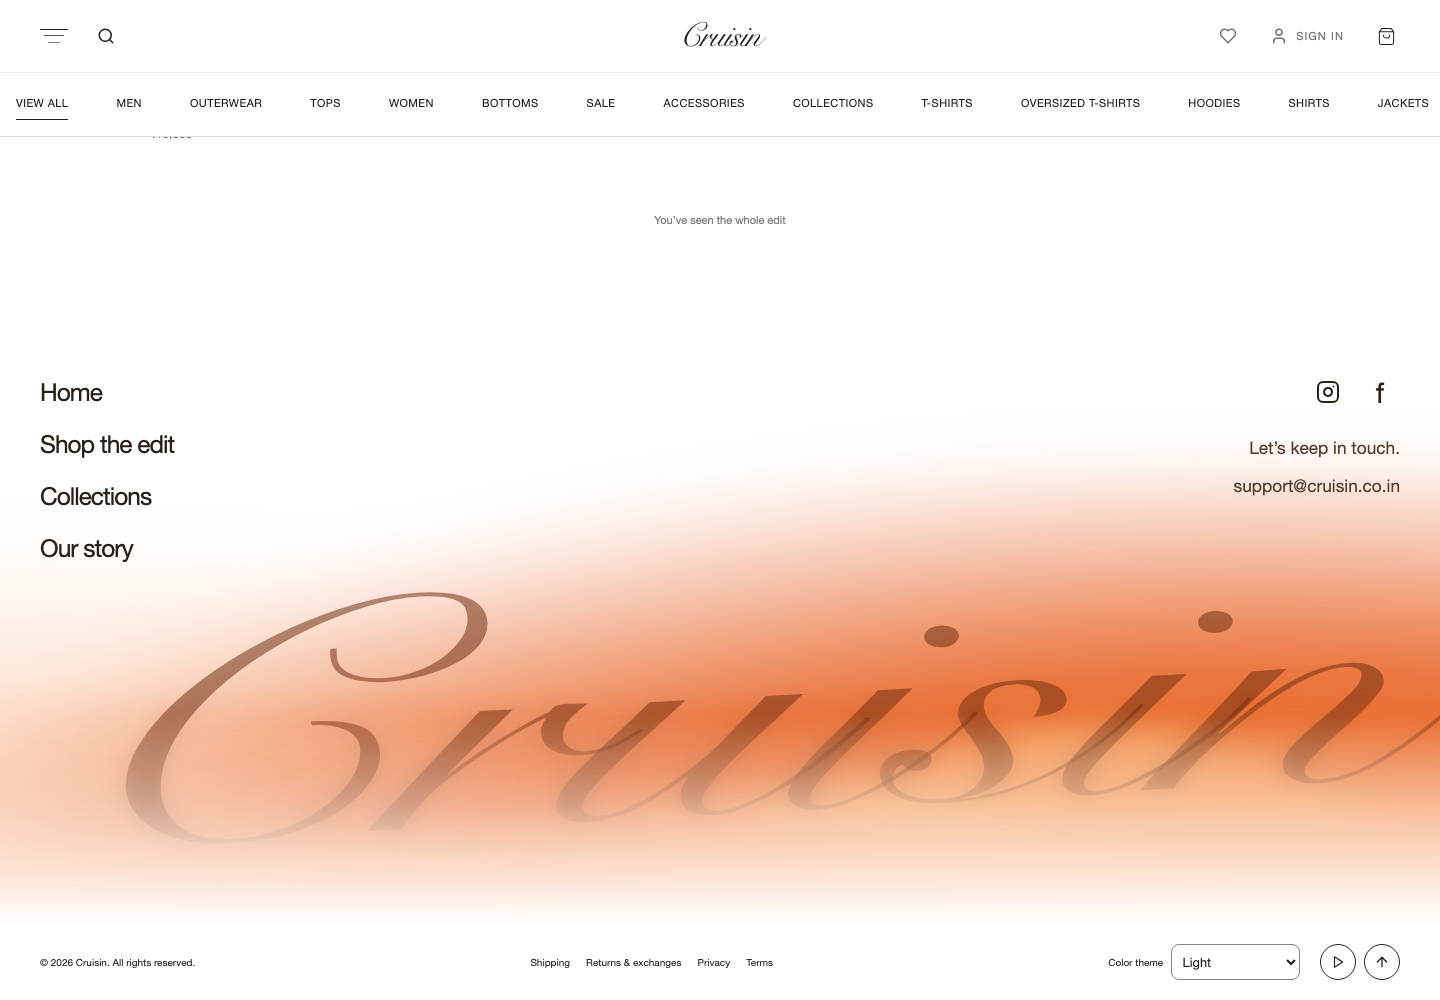 Cruisin
SIGN IN
VIEW ALL
MEN
OUTERWEAR
TOPS
WOMEN
BOTTOMS
SALE
ACCESSORIES
COLLECTIONS
T-SHIRTS
OVERSIZED T-SHIRTS
HOODIES
SHIRTS
JACKETS
You’ve seen the whole edit
Home
Shop the edit
Collections
Our story
Let’s keep in touch.
support@cruisin.co.in
Cruisin
© 2026 Cruisin. All rights reserved.
Shipping
Returns & exchanges
Privacy
Terms
Color theme
Light